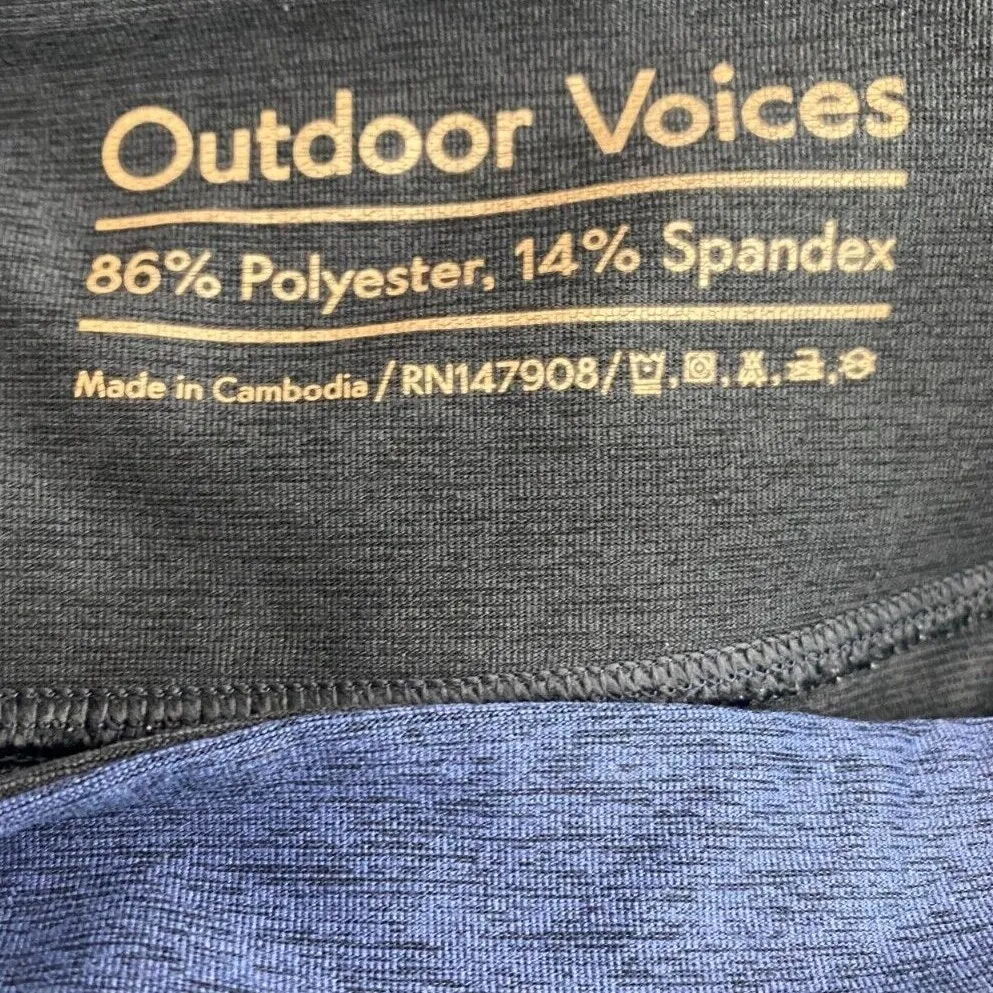 Outdoor Voices
86% Polyester, 14% Spandex
Made in Cambodia/RN147908/